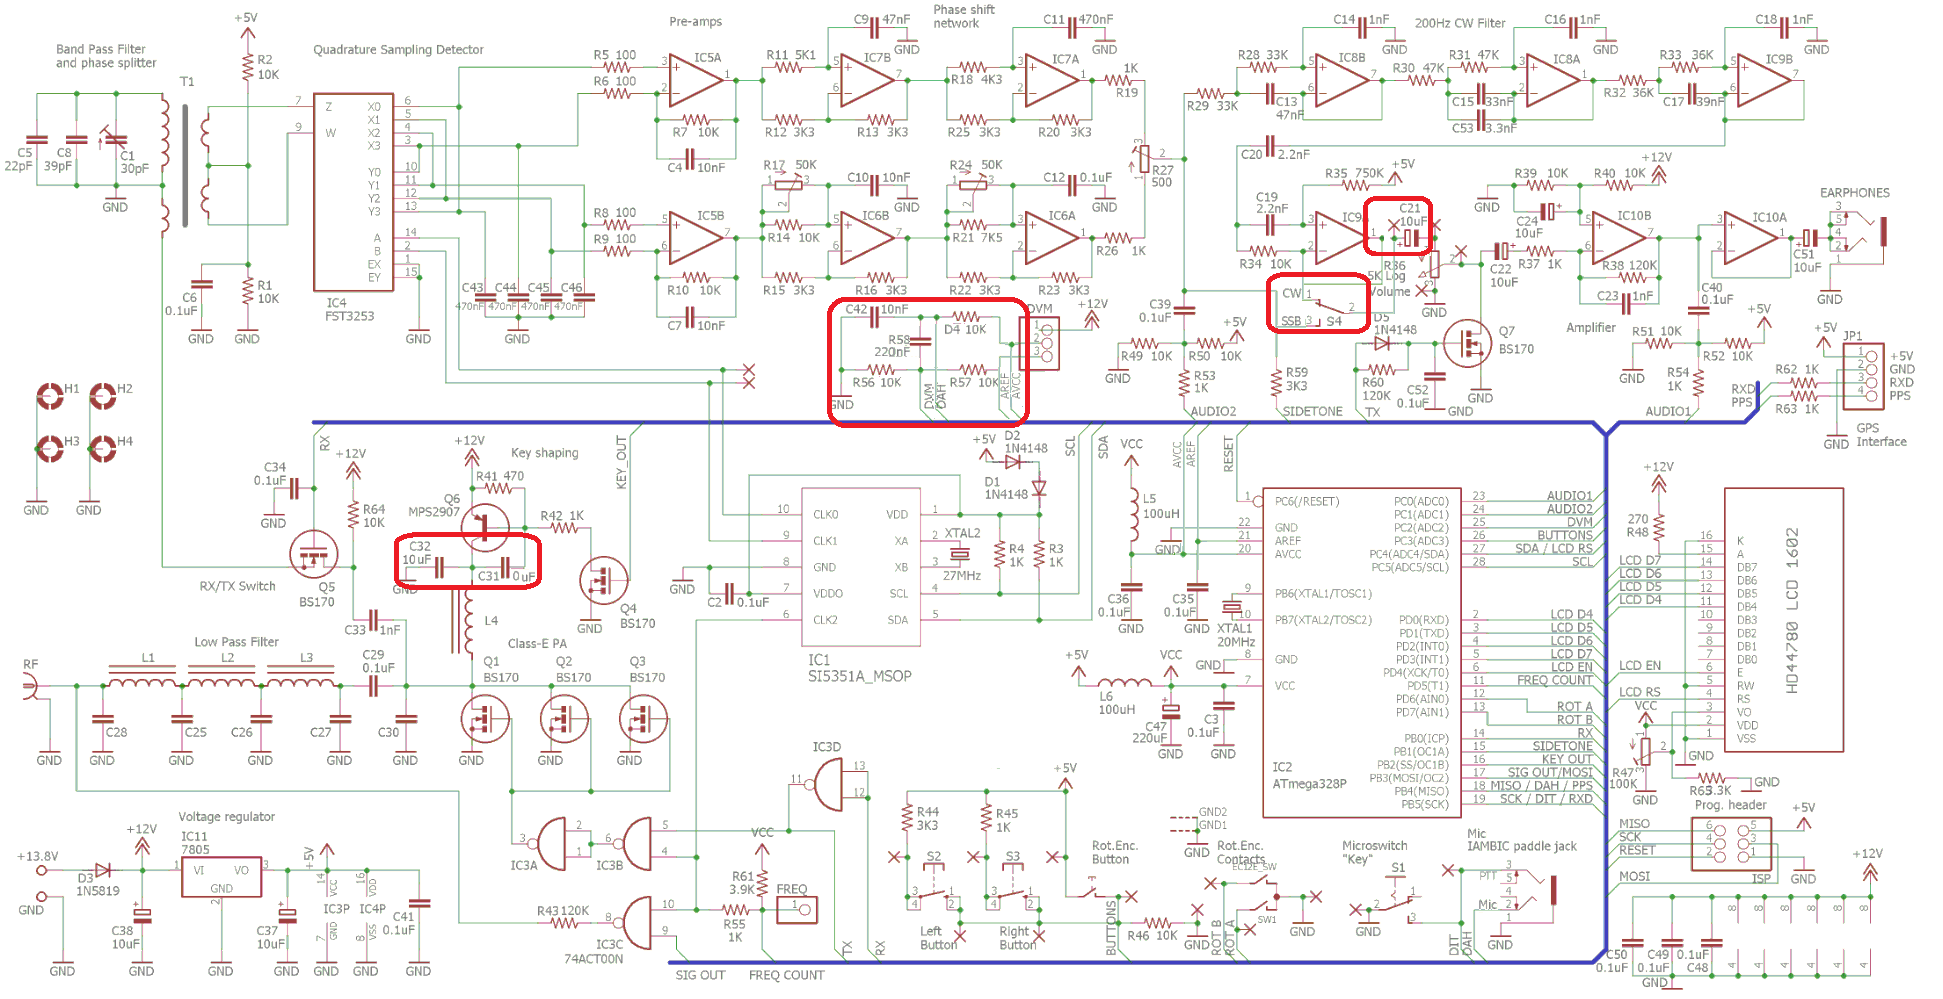 Band Pass Filter
and phase splitter
T1
+5V
R2
10K
Quadrature Sampling Detector
C5
22pF
C8
39pF
C1
30pF
GND
C6
0.1uF
GND
R1
10K
GND
7 Z
9 W
X0 6
X1 5
X2 4
X3 3
Y0 10
Y1 11
Y2 12
Y3 13
A 14
B 2
EX 1
EY 15
IC4
FST3253
GND
Pre-amps
R5 100
R6 100
IC5A
R7 10K
C4 10nF
R8 100
R9 100
IC5B
R10 10K
C7 10nF
C43
470nF
C44
470nF
C45
470nF
C46
470nF
GND
R11 5K1
C9 47nF
GND
IC7B
R12 3K3
R13 3K3
R17 50K
C10 10nF
GND
R14 10K
IC6B
R15 3K3
R16 3K3
Phase shift
network
C11 470nF
GND
R18 4K3
IC7A
1K
R19
R25 3K3
R20 3K3
R24 50K
C12 0.1uF
GND
R21 7K5
IC6A
R26 1K
R22 3K3
R23 3K3
R27
500
C42 10nF
D4 10K
R58
220nF
R56 10K
R57 10K
GND
DVM
DAH
AREF
AVCC
DVM
+12V
1
2
3
200Hz CW Filter
R28 33K
C14 1nF
GND
IC8B
R29 33K
C13
47nF
R30 47K
R31 47K
C16 1nF
GND
IC8A
C15 33nF
C53 3.3nF
R32 36K
R33 36K
C18 1nF
GND
IC9B
C17 39nF
C20 2.2nF
R35 750K
+5V
C19
2.2nF
IC9
R34 10K
C21
10uF
R36
5K Log
Volume
CW
SSB
S4
GND
C39
0.1uF
+5V
R49 10K
R50 10K
GND
R53
1K
AUDIO2
R59
3K3
SIDETONE
D5
1N4148
R60
120K
TX
C52
0.1uF
GND
Q7
BS170
GND
C22
10uF
GND
R39 10K
R40 10K
+12V
C24
10uF
IC10B
R37 1K
R38 120K
C23 1nF
Amplifier
IC10A
EARPHONES
C51
10uF
GND
C40
0.1uF
+5V
R51 10K
R52 10K
GND
R54
1K
AUDIO1
RXD
PPS
R62 1K
R63 1K
+5V
JP1
+5V
GND
RXD
PPS
GND
GPS
Interface
H1
H2
H3
H4
GND
GND
RX
C34
0.1uF
GND
+12V
R64
10K
Q5
BS170
RX/TX Switch
+12V
Key shaping
R41 470
Q6
MPS2907
R42 1K
KEY_OUT
C32
10uF
C31 0uF
GND
Q4
BS170
GND
L4
C33 1nF
Class-E PA
Low Pass Filter
RF
L1
L2
L3
C29
0.1uF
C28
C25
C26
C27
C30
GND
GND
GND
GND
GND
GND
Q1
BS170
Q2
BS170
Q3
BS170
GND
GND
GND
+5V
D2
1N4148
D1
1N4148
SCL
SDA
10 CLK0
9 CLK1
8 GND
7 VDDO
6 CLK2
VDD 1
XA 2
XB 3
SCL 4
SDA 5
IC1
SI5351A_MSOP
XTAL2
27MHz
R4
1K
R3
1K
GND
C2 0.1uF
VCC
L5
100uH
AVCC
AREF
RESET
GND
C36
0.1uF
GND
C35
0.1uF
GND
XTAL1
20MHz
+5V
VCC
GND
L6
100uH
C47
220uF
GND
C3
0.1uF
GND
1 PC6(/RESET)
22 GND
21 AREF
20 AVCC
9 PB6(XTAL1/TOSC1)
10 PB7(XTAL2/TOSC2)
8 GND
7 VCC
IC2
ATmega328P
PC0(ADC0) 23 AUDIO1
PC1(ADC1) 24 AUDIO2
PC2(ADC2) 25 DVM
PC3(ADC3) 26 BUTTONS
PC4(ADC4/SDA) 27 SDA / LCD RS
PC5(ADC5/SCL) 28 SCL
PD0(RXD) 2 LCD D4
PD1(TXD) 3 LCD D5
PD2(INT0) 4 LCD D6
PD3(INT1) 5 LCD D7
PD4(XCK/T0) 6 LCD EN
PD5(T1) 11 FREQ COUNT
PD6(AIN0) 12 ROT A
PD7(AIN1) 13 ROT B
PB0(ICP) 14 RX
PB1(OC1A) 15 SIDETONE
PB2(SS/OC1B) 16 KEY OUT
PB3(MOSI/OC2) 17 SIG OUT/MOSI
PB4(MISO) 18 MISO / DAH / PPS
PB5(SCK) 19 SCK / DIT / RXD
+12V
270
R48
LCD D7
LCD D6
LCD D5
LCD D4
LCD EN
LCD RS
VCC
16 K
15 A
14 DB7
13 DB6
12 DB5
11 DB4
10 DB3
9 DB2
8 DB1
7 DB0
6 E
5 RW
4 RS
3 VO
2 VDD
1 VSS
HD44780 LCD 1602
R47
100K
GND
GND
R65 3.3K
GND
Prog. header
MISO
SCK
RESET
MOSI
+5V
GND
ISP
+12V
C50
0.1uF
C49
0.1uF
C48
0.1uF
GND
Voltage regulator
+13.8V
GND
D3
1N5819
+12V
IC11
7805
VI
VO
GND
+5V
C38
10uF
C37
10uF
IC3P
IC4P
VCC
VDD
GND
VSS
C41
0.1uF
GND
GND
GND
GND
GND
GND
GND
IC3D
IC3A
IC3B
IC3C
74ACT00N
R43 120K
VCC
R61
3.9K
FREQ
R55
1K
SIG OUT
FREQ COUNT
TX
RX
+5V
R44
3K3
R45
1K
S2
S3
Left
Button
Right
Button
Rot.Enc.
Button
BUTTONS
R46 10K
GND
GND2
GND1
GND
Rot.Enc.
Contacts
EC12E_SW
SW1
ROT B
ROT A
GND
Microswitch
"Key"
S1
GND
Mic
IAMBIC paddle jack
PTT
Mic
DIT
DAH
GND